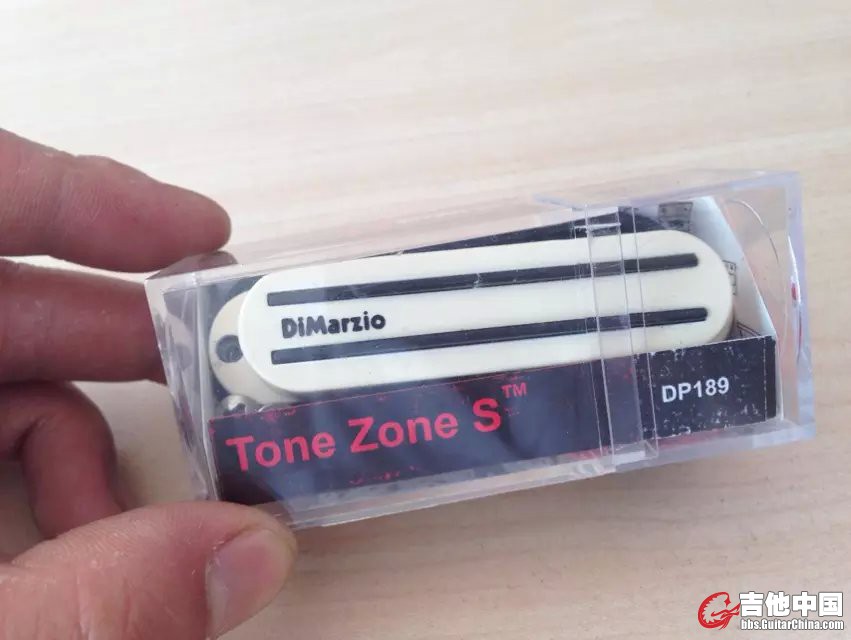 DiMarzio
Tone Zone S™
DP189
吉他中国
bbs.GuitarChina.com